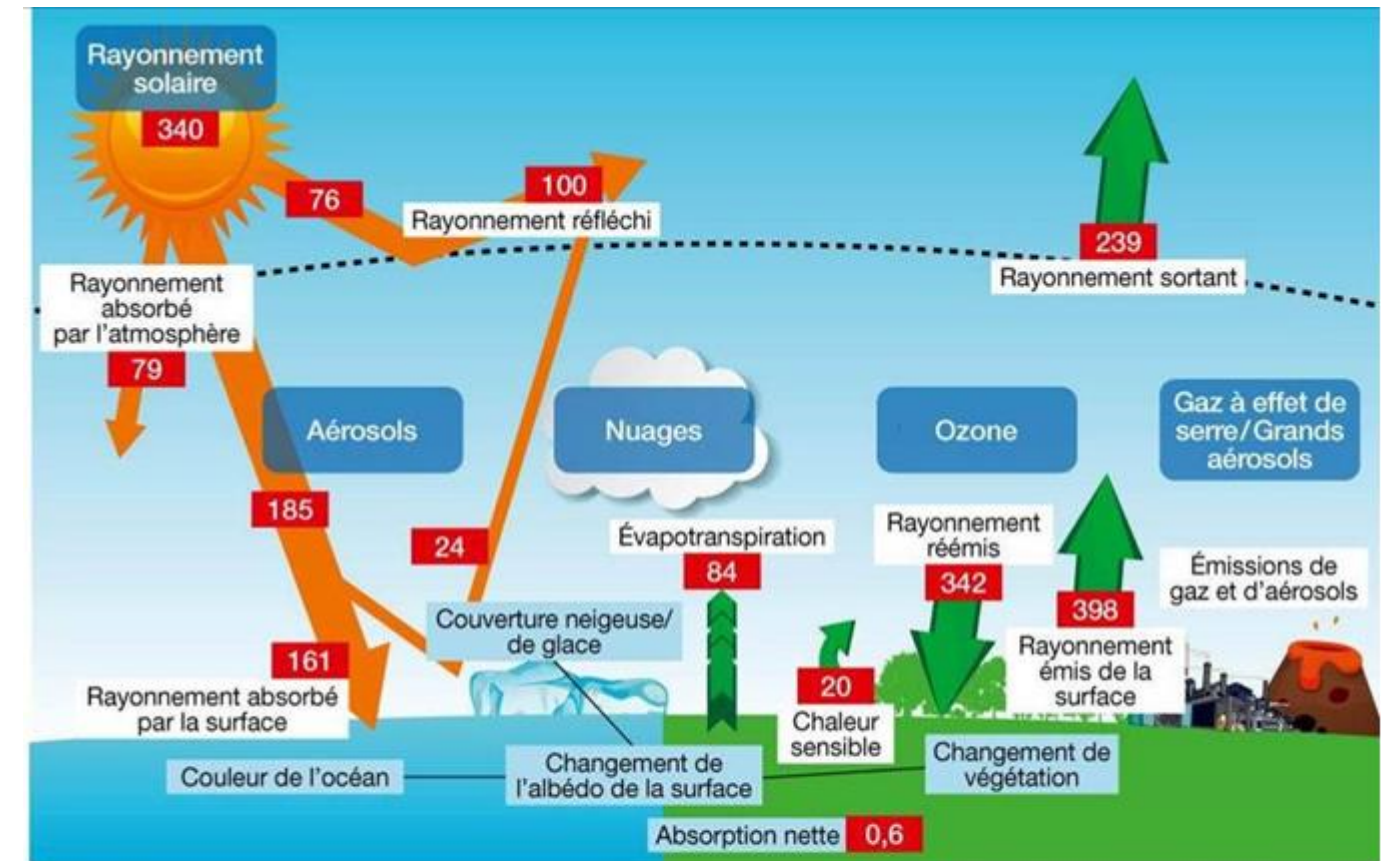 Rayonnement
solaire
340
76
100
Rayonnement réfléchi
239
Rayonnement sortant
Rayonnement
absorbé
par l'atmosphère
79
Aérosols
Nuages
Ozone
Gaz à effet de
serre/Grands
aérosols
185
24
Évapotranspiration
84
Rayonnement
réémis
342
398
Rayonnement
émis de la
surface
Émissions de
gaz et d'aérosols
Couverture neigeuse/
de glace
161
Rayonnement absorbé
par la surface
20
Chaleur
sensible
Couleur de l'océan
Changement de
l'albédo de la surface
Changement de
végétation
Absorption nette 0,6